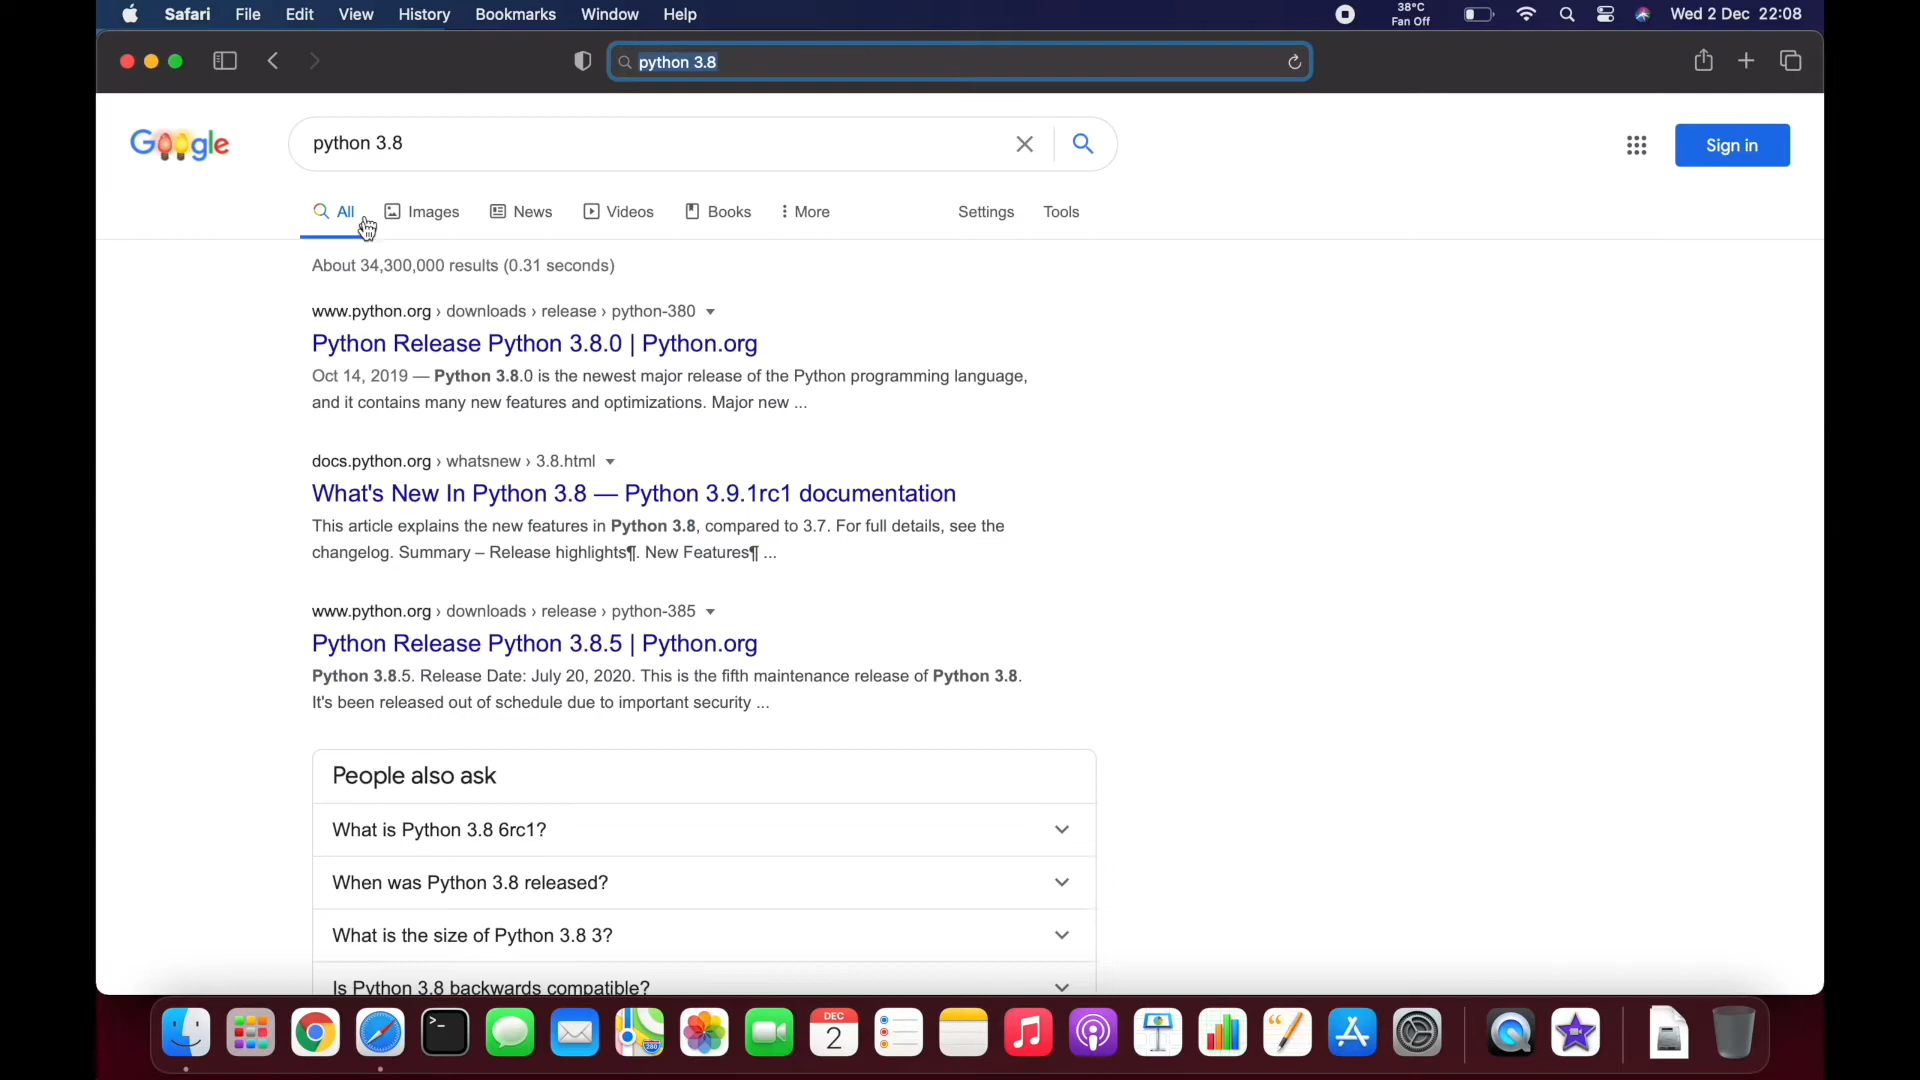 Safari File Edit View History Bookmarks Window Help 38°C Fan Off Wed 2 Dec 22:08
python 3.8
Google python 3.8 Sign in
All Images News Videos Books More Settings Tools
About 34,300,000 results (0.31 seconds)
www.python.org › downloads › release › python-380
Python Release Python 3.8.0 | Python.org
Oct 14, 2019 — Python 3.8.0 is the newest major release of the Python programming language,
and it contains many new features and optimizations. Major new ...
docs.python.org › whatsnew › 3.8.html
What's New In Python 3.8 — Python 3.9.1rc1 documentation
This article explains the new features in Python 3.8, compared to 3.7. For full details, see the
changelog. Summary – Release highlights¶. New Features¶ ...
www.python.org › downloads › release › python-385
Python Release Python 3.8.5 | Python.org
Python 3.8.5. Release Date: July 20, 2020. This is the fifth maintenance release of Python 3.8.
It's been released out of schedule due to important security ...
People also ask
What is Python 3.8 6rc1?
When was Python 3.8 released?
What is the size of Python 3.8 3?
Is Python 3.8 backwards compatible?
DEC
2
280